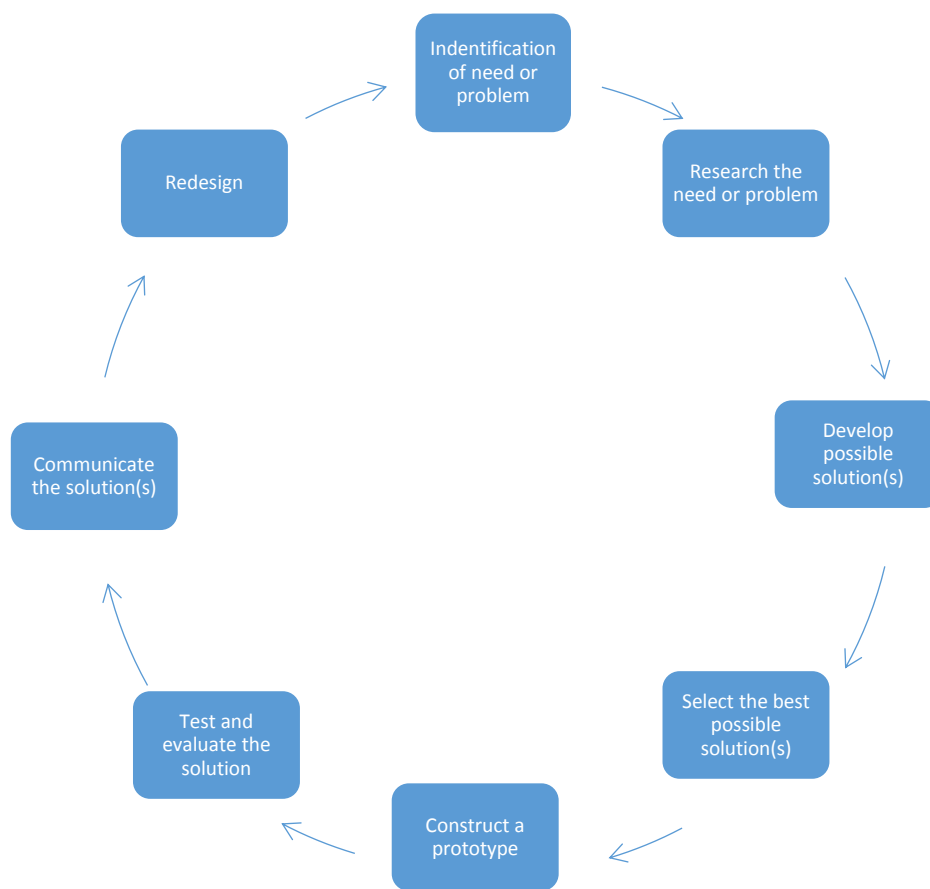 Indentification
of need or
problem
Research the
need or problem
Develop
possible
solution(s)
Select the best
possible
solution(s)
Construct a
prototype
Test and
evaluate the
solution
Communicate
the solution(s)
Redesign